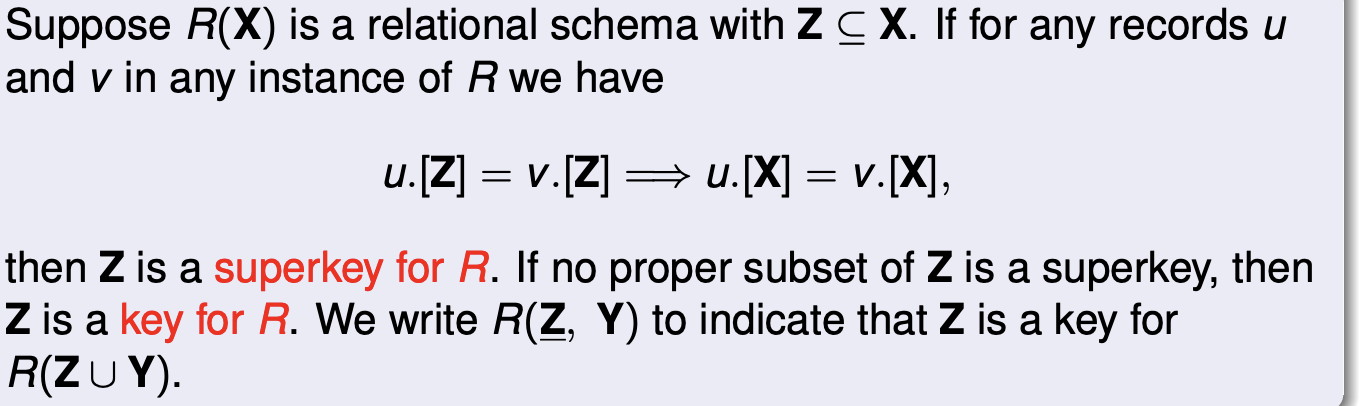 Suppose R(X) is a relational schema with Z ⊆ X. If for any records u
and v in any instance of R we have
u.[Z] = v.[Z] ⟹ u.[X] = v.[X],
then Z is a superkey for R. If no proper subset of Z is a superkey, then
Z is a key for R. We write R(Z, Y) to indicate that Z is a key for
R(Z ∪ Y).